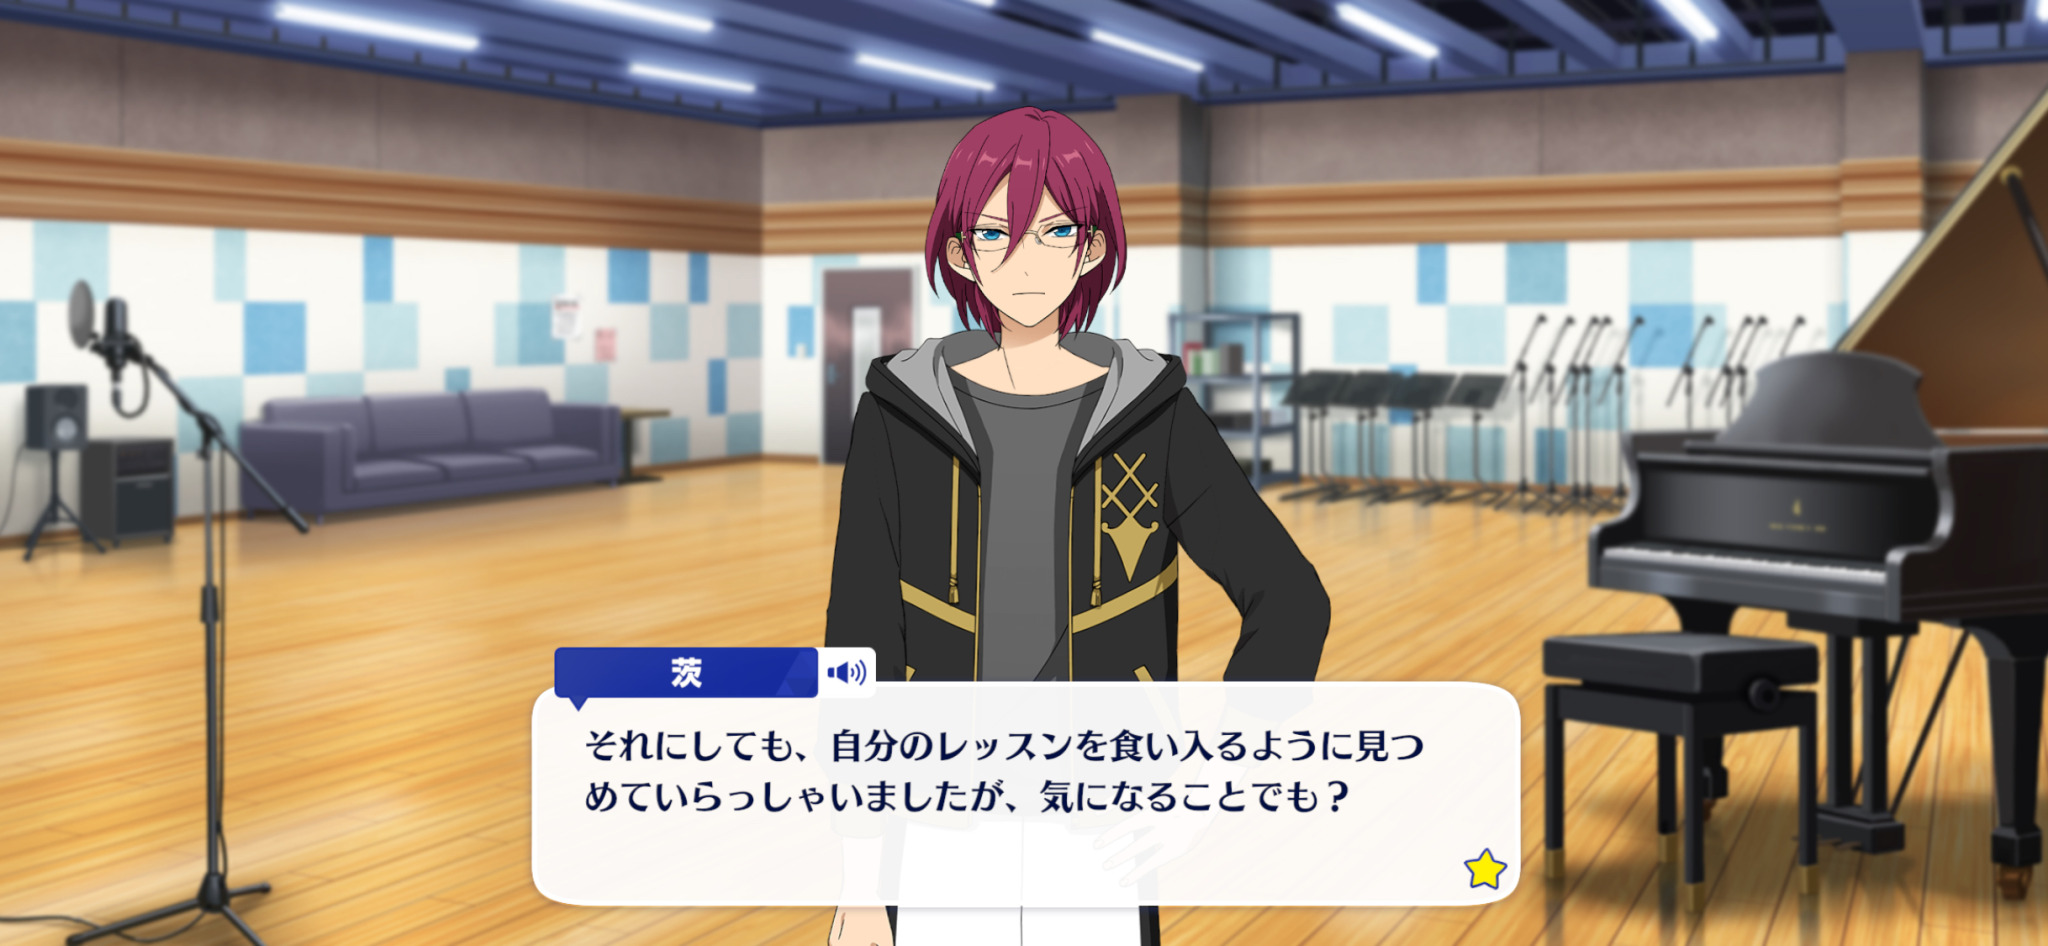 茨
それにしても、自分のレッスンを食い入るように見つ
めていらっしゃいましたが、気になることでも？